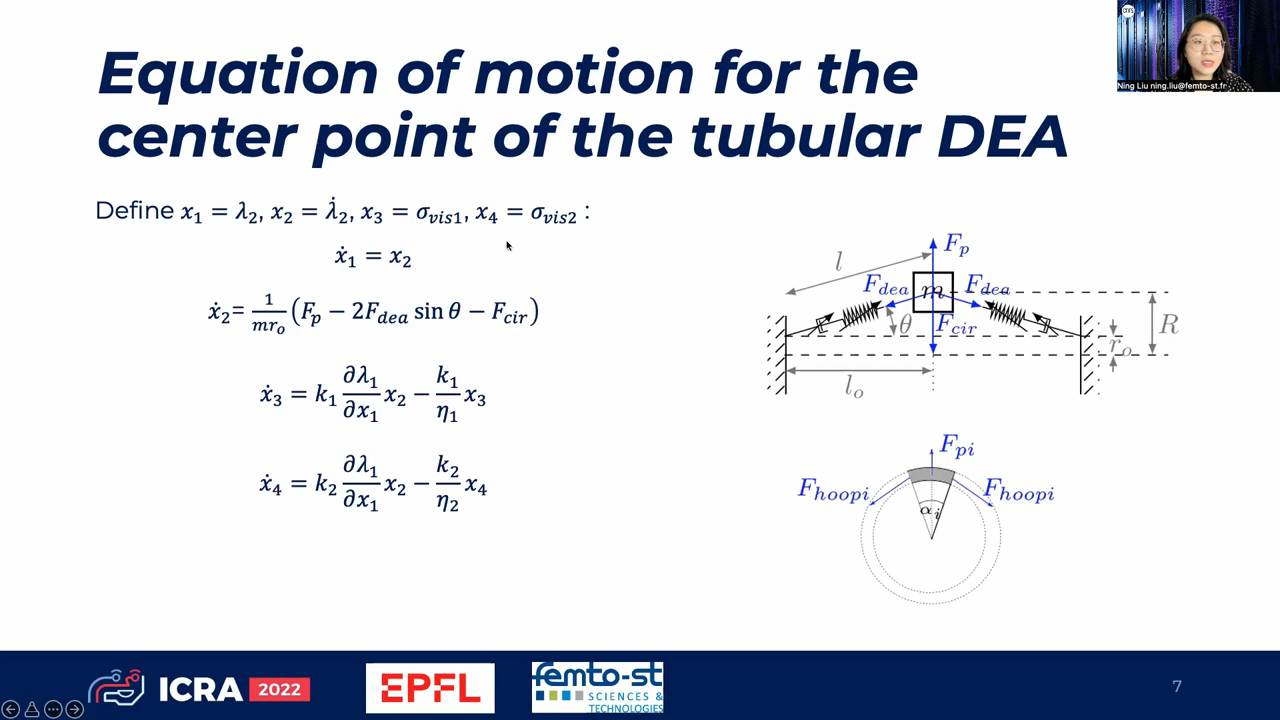 cnrs
Ning Liu ning.liu@femto-st.fr
Equation of motion for the
center point of the tubular DEA
Define x₁ = λ₂, x₂ = λ̇₂, x₃ = σ_vis1, x₄ = σ_vis2 :
ẋ₁ = x₂
ẋ₂= 1/(mr₀) (F_p − 2F_dea sin θ − F_cir)
ẋ₃ = k₁ ∂λ₁/∂x₁ x₂ − k₁/η₁ x₃
ẋ₄ = k₂ ∂λ₁/∂x₁ x₂ − k₂/η₂ x₄
F_p
l
F_dea
m
F_dea
θ
F_cir
r_o
R
l_o
F_pi
F_hoopi
F_hoopi
α_i
ICRA 2022
EPFL
femto-st
SCIENCES &
TECHNOLOGIES
7